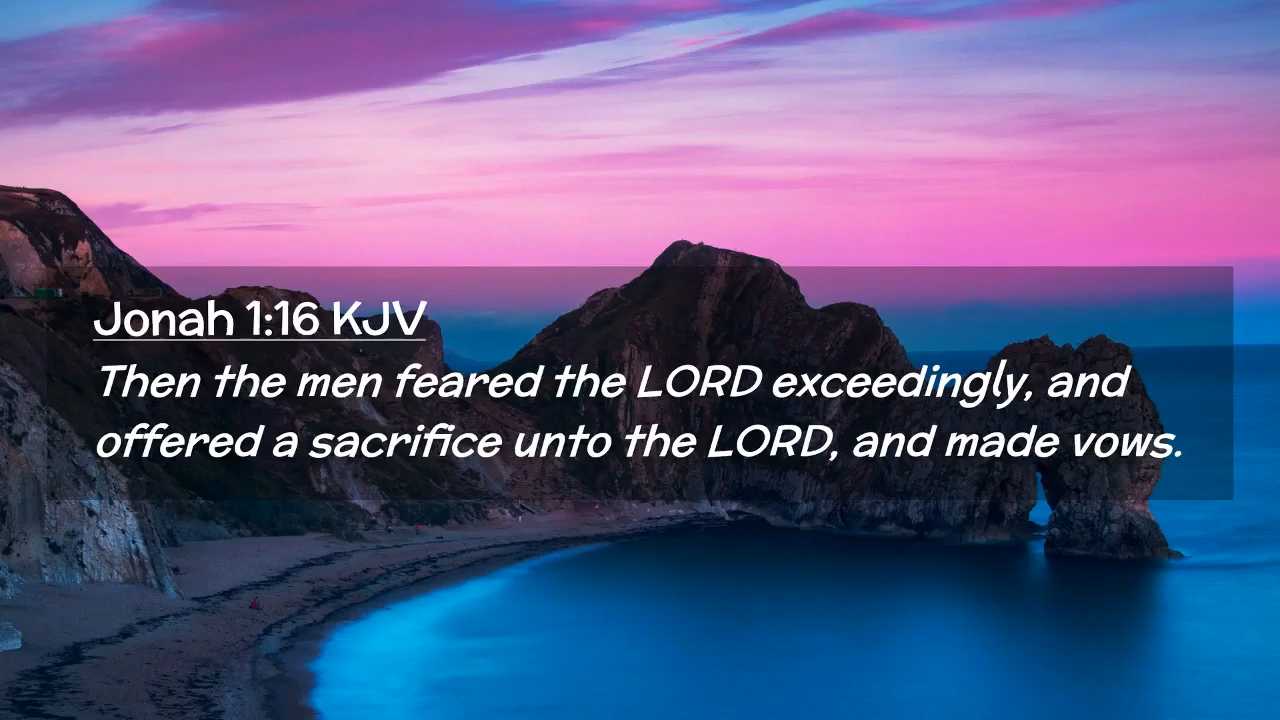 Jonah 1:16 KJV
Then the men feared the LORD exceedingly, and
offered a sacrifice unto the LORD, and made vows.